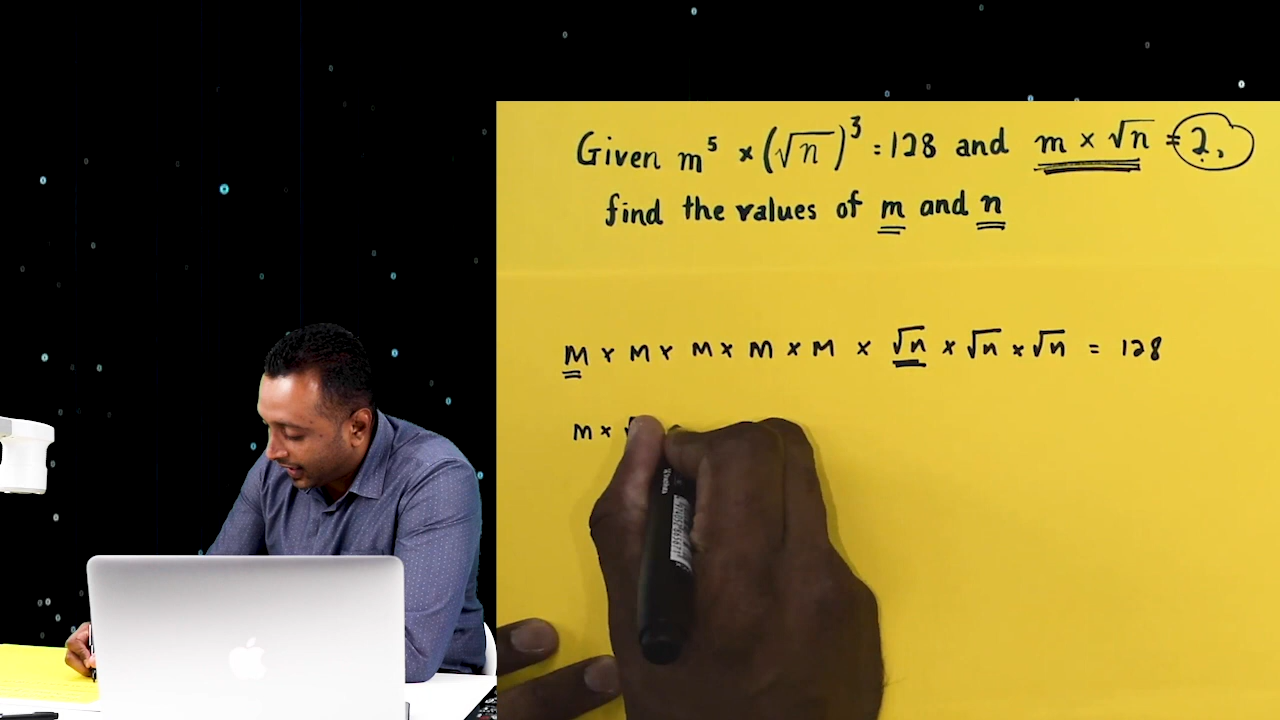 Given m⁵ × (√n)³ = 128 and m × √n = 2,
find the values of m and n
m × m × m × m × m × √n × √n × √n = 128
m ×